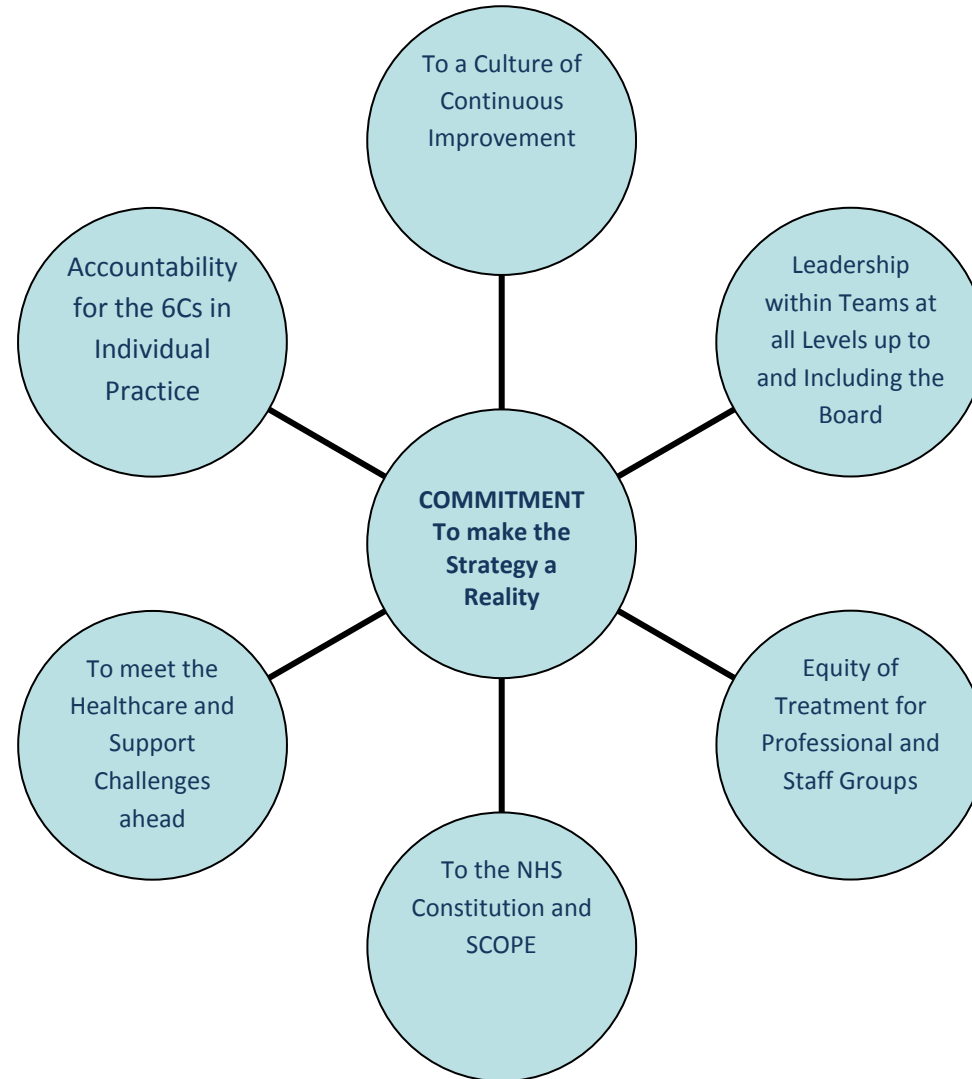 To a Culture of
Continuous
Improvement
Accountability
for the 6Cs in
Individual
Practice
Leadership
within Teams at
all Levels up to
and Including the
Board
COMMITMENT
To make the
Strategy a
Reality
To meet the
Healthcare and
Support
Challenges
ahead
Equity of
Treatment for
Professional and
Staff Groups
To the NHS
Constitution and
SCOPE